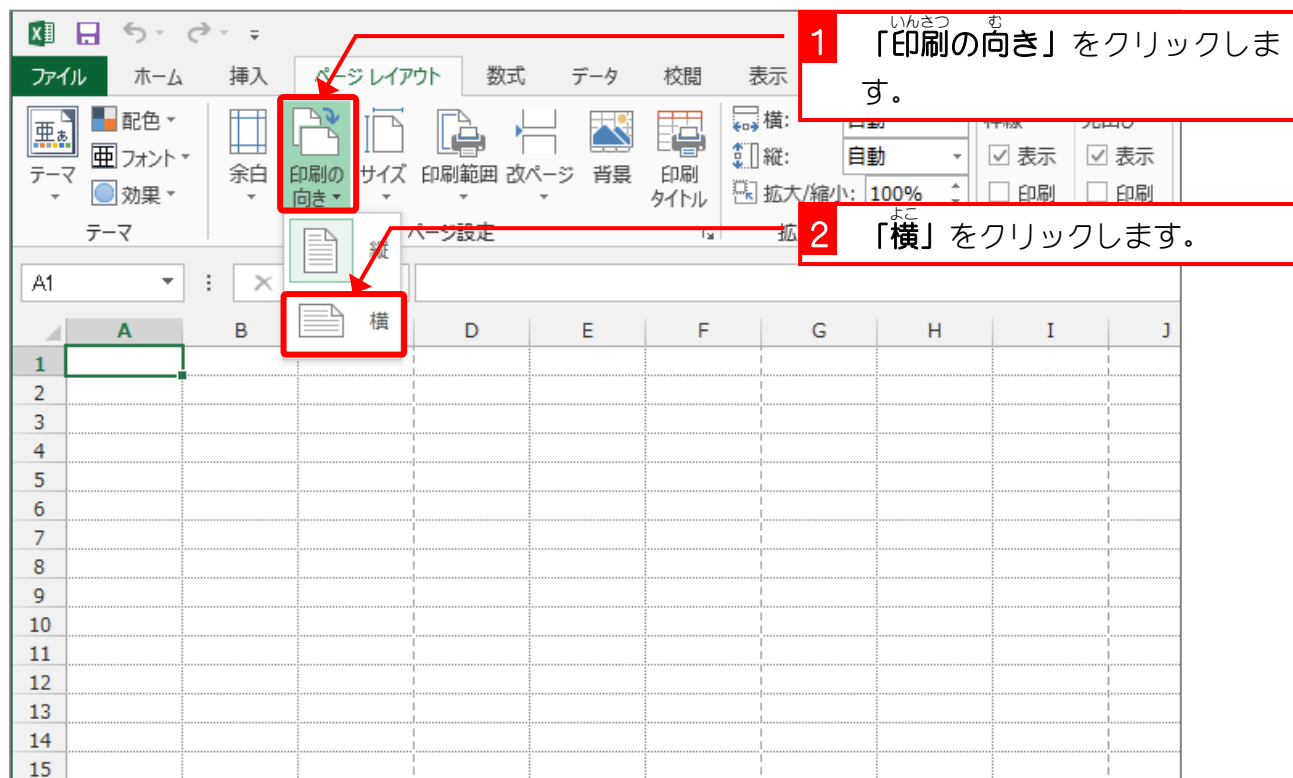 いんさつ む
1 「印刷の向き」をクリックしま
す。
ファイル ホーム 挿入 ページ レイアウト 数式 データ 校閲 表示
配色 横: 自動
亜あ 亜 フォント 縦: 自動 表示 表示
テーマ 効果 余白 印刷の向き サイズ 印刷範囲 改ページ 背景 印刷タイトル 拡大/縮小: 100% 印刷 印刷
テーマ ページ設定 拡
よこ
2 「横」をクリックします。
縦
A1
横
A B D E F G H I J
1
2
3
4
5
6
7
8
9
10
11
12
13
14
15